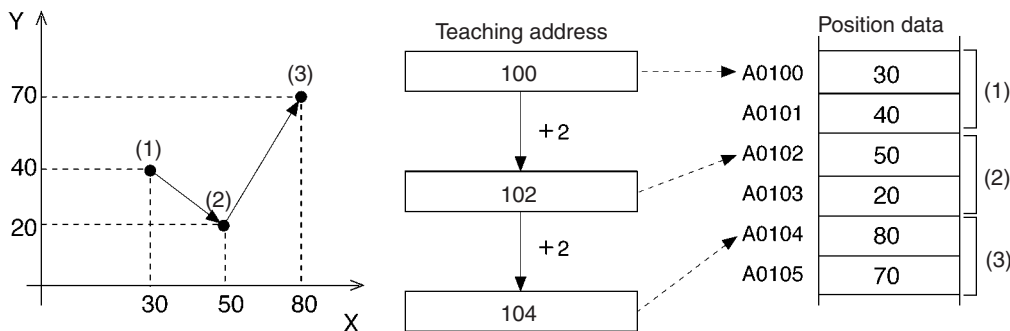 Y
70
40
20
(1)
(2)
(3)
30 50 80
X
Teaching address
100
+2
102
+2
104
Position data
A0100 30
A0101 40
(1)
A0102 50
A0103 20
(2)
A0104 80
A0105 70
(3)